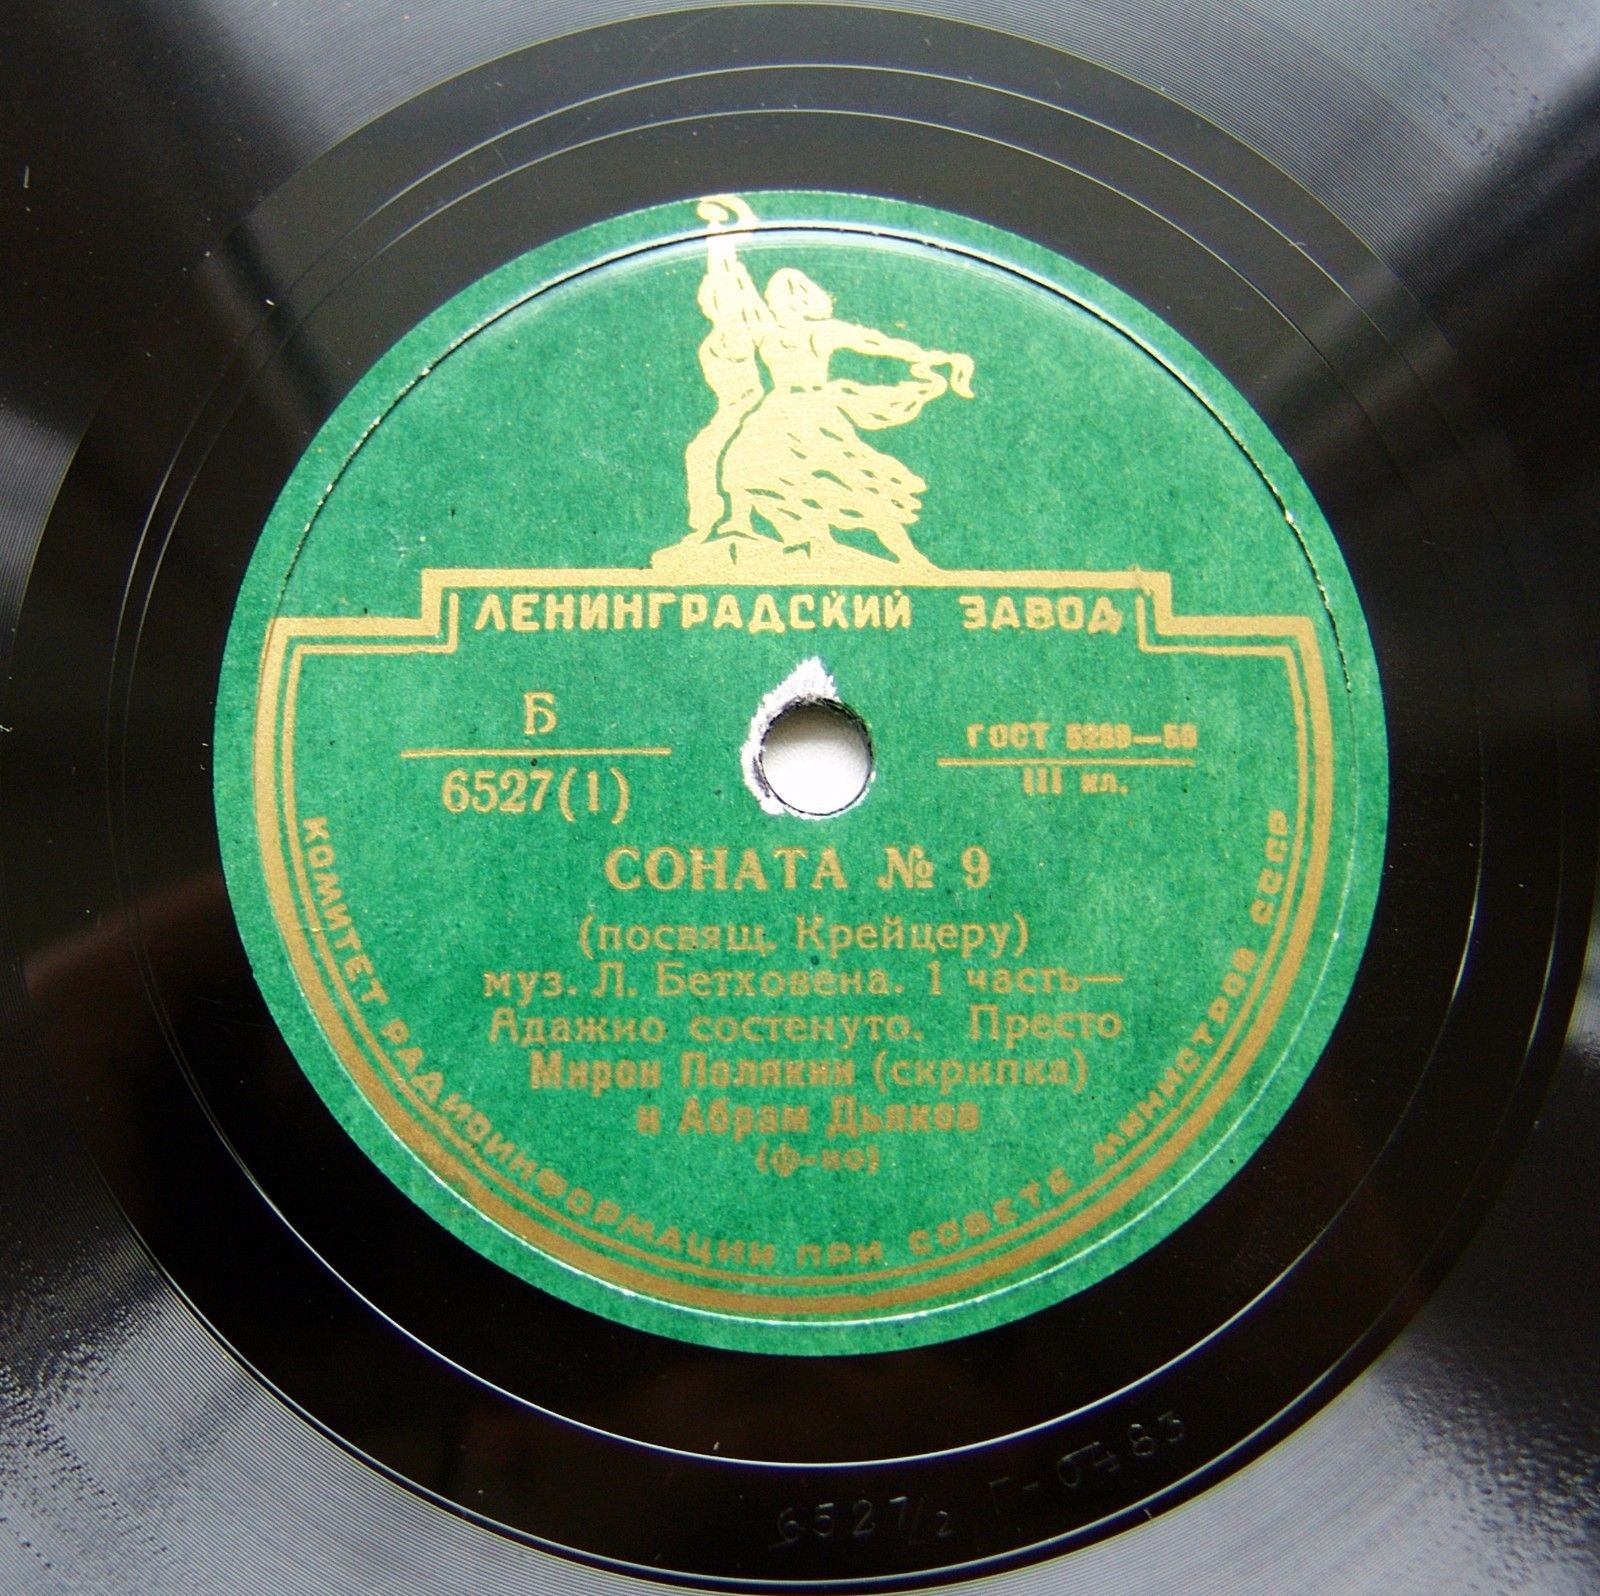 ЛЕНИНГРАДСКИЙ ЗАВОД
Б
6527(1)
ГОСТ 5289—50
III кл.
СОНАТА № 9
(посвящ. Крейцеру)
муз. Л. Бетховена. 1 часть—
Адажио состенуто. Престо
Мирон Полякин (скрипка)
и Абрам Дьяков
(ф-но)
КОМИТЕТ РАДИОИНФОРМАЦИИ ПРИ СОВЕТЕ МИНИСТРОВ СССР
6527/2